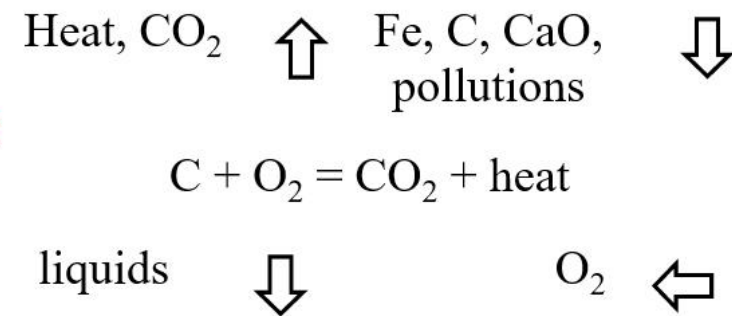 Heat, CO₂ ⇧ Fe, C, CaO, ⇩
pollutions
C + O₂ = CO₂ + heat
liquids ⇩ O₂ ⇦